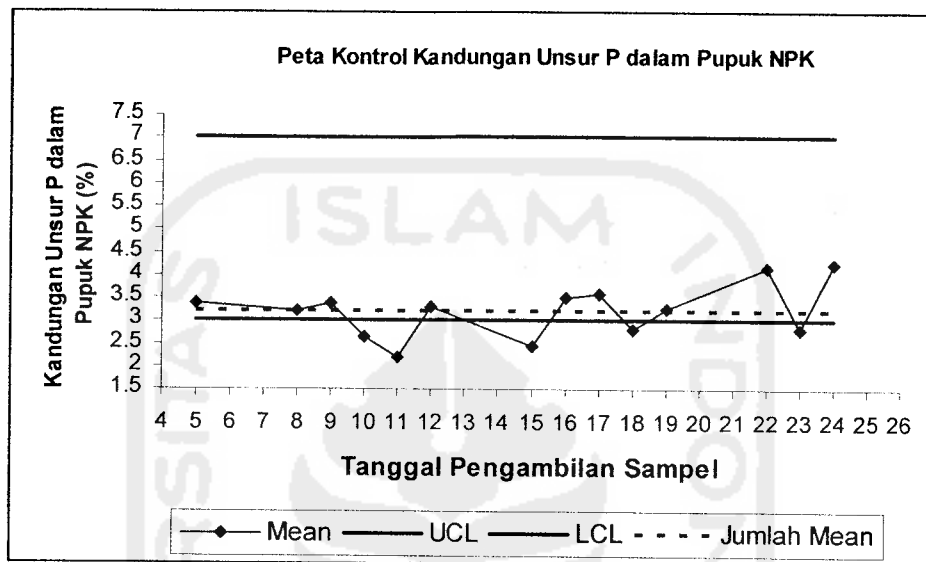 Peta Kontrol Kandungan Unsur P dalam Pupuk NPK
Kandungan Unsur P dalam
Pupuk NPK (%)
7.5
7
6.5
6
5.5
5
4.5
4
3.5
3
2.5
2
1.5
4 5 6 7 8 9 10 11 12 13 14 15 16 17 18 19 20 21 22 23 24 25 26
Tanggal Pengambilan Sampel
Mean UCL LCL Jumlah Mean
ISLAM